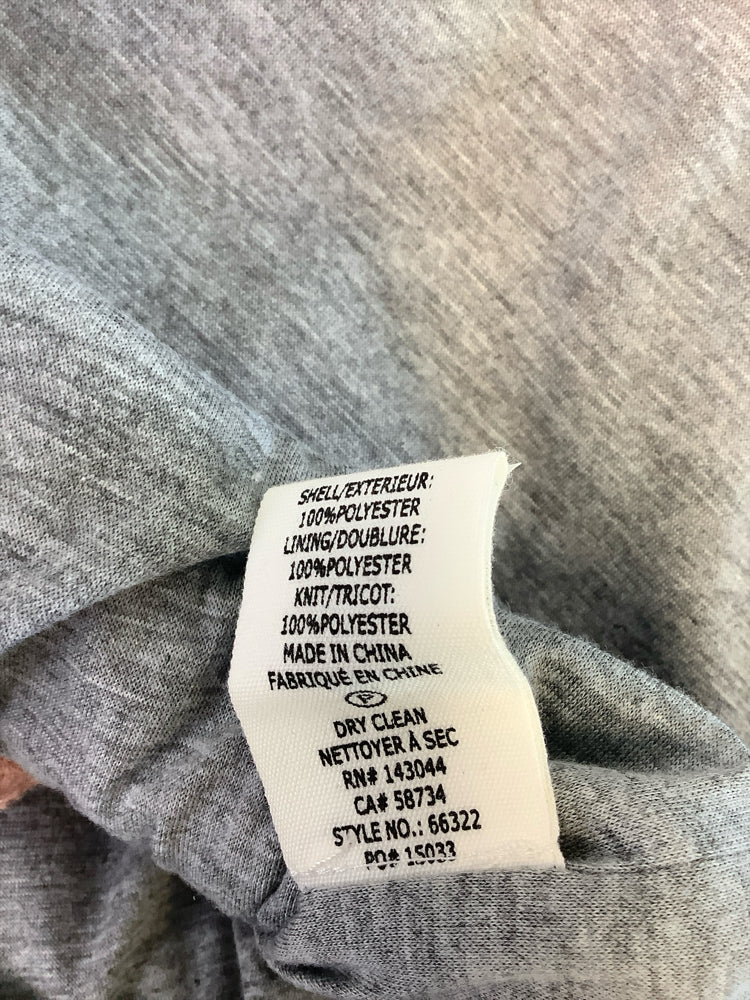 SHELL/EXTERIEUR:
100%POLYESTER
LINING/DOUBLURE:
100%POLYESTER
KNIT/TRICOT:
100%POLYESTER
MADE IN CHINA
FABRIQUÉ EN CHINE
P
DRY CLEAN
NETTOYER À SEC
RN# 143044
CA# 58734
STYLE NO.: 66322
PO# 15033